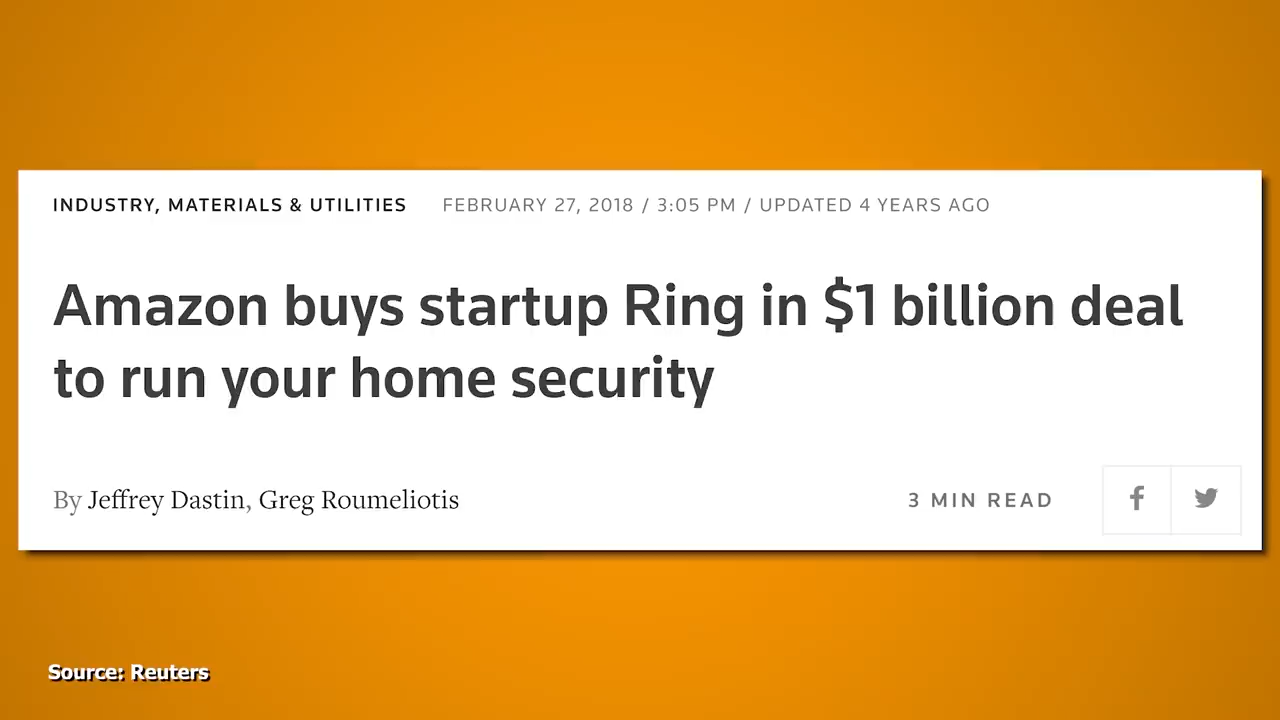 INDUSTRY, MATERIALS & UTILITIES FEBRUARY 27, 2018 / 3:05 PM / UPDATED 4 YEARS AGO
Amazon buys startup Ring in $1 billion deal
to run your home security
By Jeffrey Dastin, Greg Roumeliotis 3 MIN READ
Source: Reuters